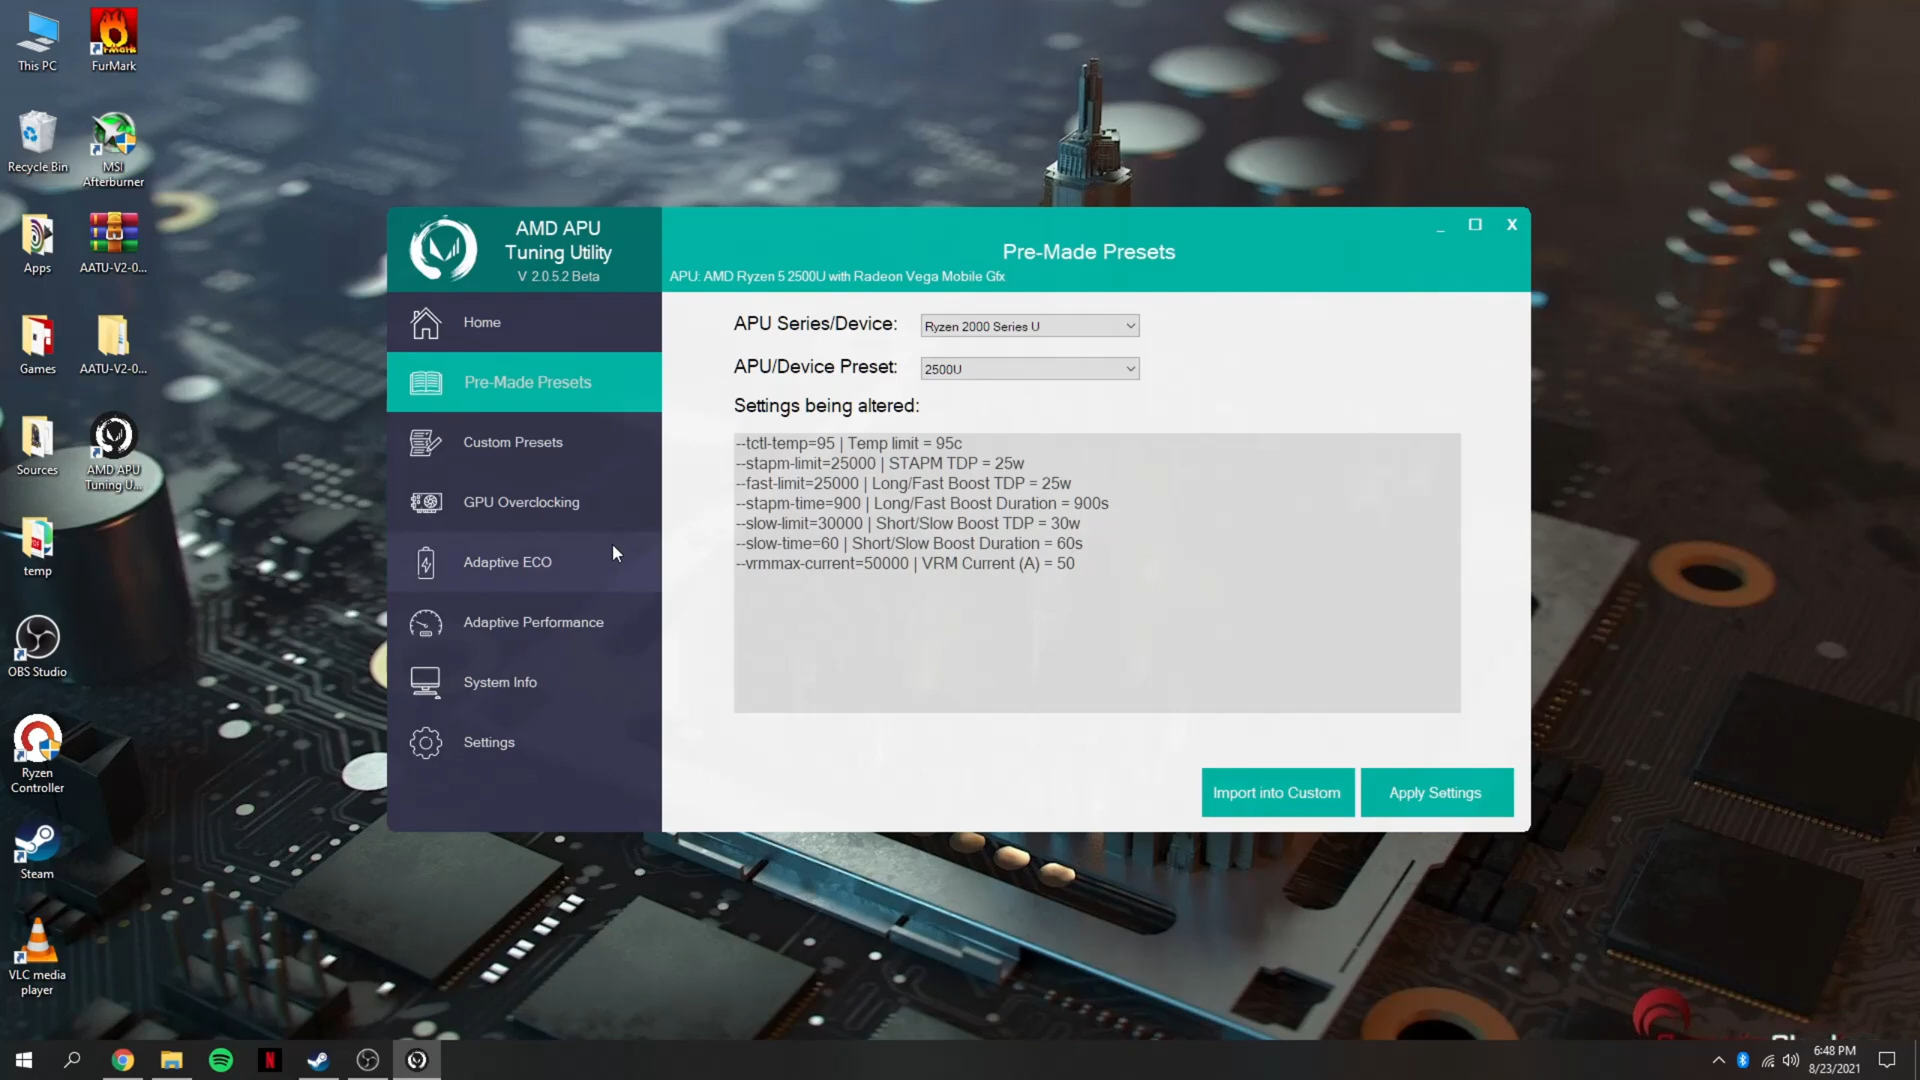 This PC
FurMark
Recycle Bin
MSI
Afterburner
Apps
AATU-V2-0...
Games
AATU-V2-0...
Sources
AMD APU
Tuning U...
temp
OBS Studio
Ryzen
Controller
Steam
VLC media
player
AMD APU
Tuning Utility
V 2.0.5.2 Beta
Home
Pre-Made Presets
Custom Presets
GPU Overclocking
Adaptive ECO
Adaptive Performance
System Info
Settings
_ X
Pre-Made Presets
APU: AMD Ryzen 5 2500U with Radeon Vega Mobile Gfx
APU Series/Device: Ryzen 2000 Series U
APU/Device Preset: 2500U
Settings being altered:
--tctl-temp=95 | Temp limit = 95c
--stapm-limit=25000 | STAPM TDP = 25w
--fast-limit=25000 | Long/Fast Boost TDP = 25w
--stapm-time=900 | Long/Fast Boost Duration = 900s
--slow-limit=30000 | Short/Slow Boost TDP = 30w
--slow-time=60 | Short/Slow Boost Duration = 60s
--vrmmax-current=50000 | VRM Current (A) = 50
Import into Custom
Apply Settings
6:48 PM
8/23/2021